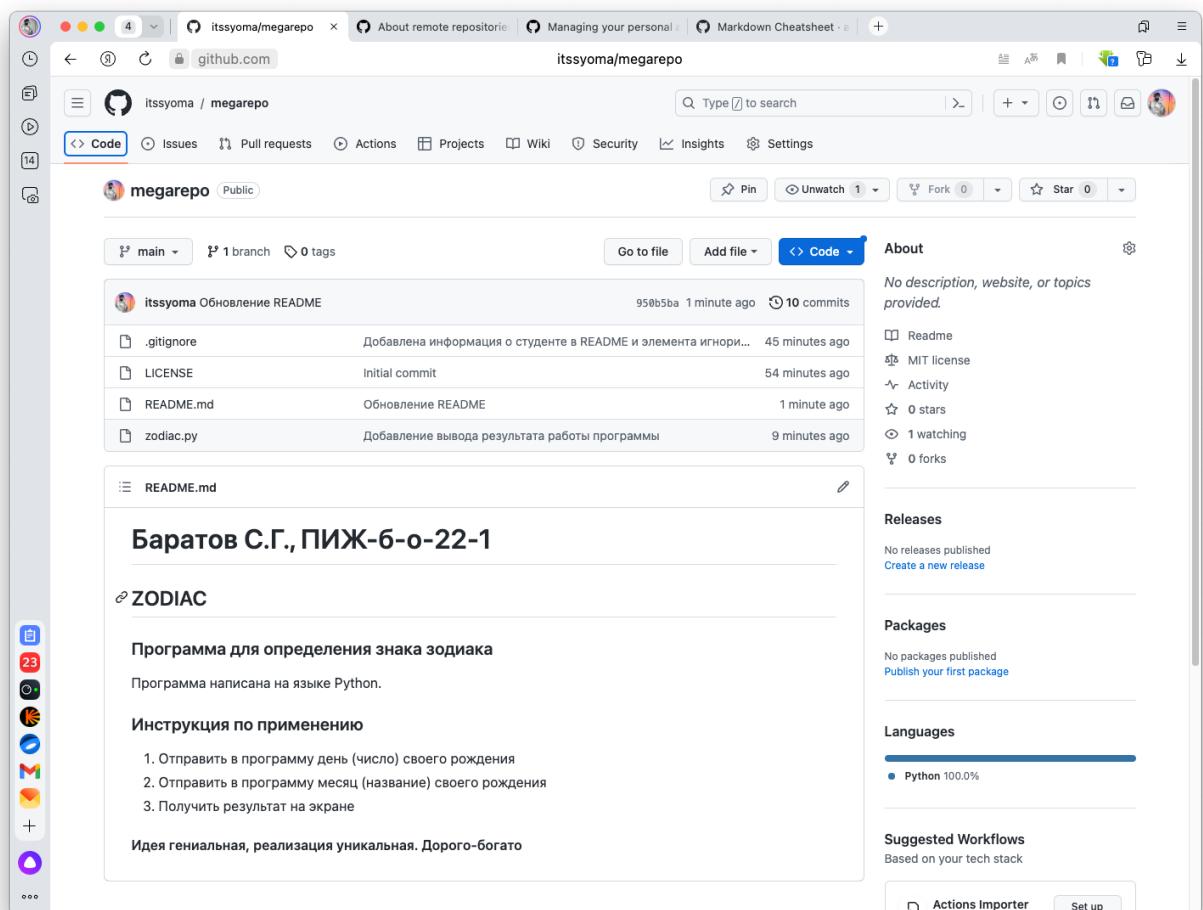 4
itssyoma/megarepo
About remote repositories
Managing your personal a
Markdown Cheatsheet · a
github.com
itssyoma/megarepo
itssyoma / megarepo
Type / to search
14
Code
Issues
Pull requests
Actions
Projects
Wiki
Security
Insights
Settings
megarepo Public
Pin
Unwatch 1
Fork 0
Star 0
main
1 branch
0 tags
Go to file
Add file
Code
itssyoma Обновление README 950b5ba 1 minute ago 10 commits
.gitignore Добавлена информация о студенте в README и элемента игнори... 45 minutes ago
LICENSE Initial commit 54 minutes ago
README.md Обновление README 1 minute ago
zodiac.py Добавление вывода результата работы программы 9 minutes ago
README.md
Баратов С.Г., ПИЖ-б-о-22-1
ZODIAC
Программа для определения знака зодиака
Программа написана на языке Python.
Инструкция по применению
1. Отправить в программу день (число) своего рождения
2. Отправить в программу месяц (название) своего рождения
3. Получить результат на экране
Идея гениальная, реализация уникальная. Дорого-богато
About
No description, website, or topics
provided.
Readme
MIT license
Activity
0 stars
1 watching
0 forks
Releases
No releases published
Create a new release
Packages
No packages published
Publish your first package
Languages
Python 100.0%
Suggested Workflows
Based on your tech stack
Actions Importer
Set up
23